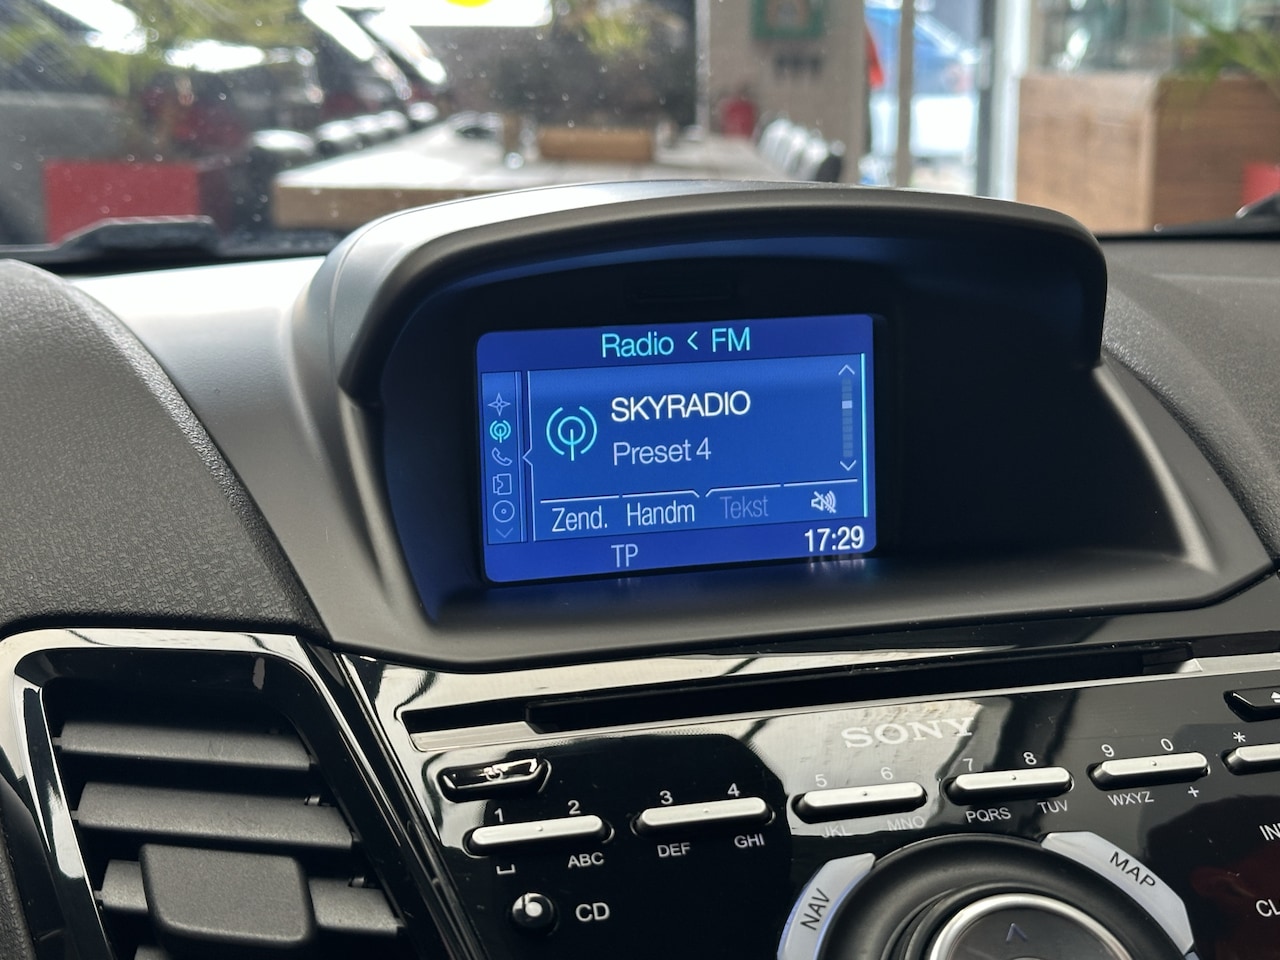 Radio < FM
SKYRADIO
Preset 4
Zend. Handm Tekst
TP 17:29
SONY
1 2 3 4 5 6 7 8 9 0 *
ABC DEF GHI JKL MNO PQRS TUV WXYZ +
CD
NAV
MAP